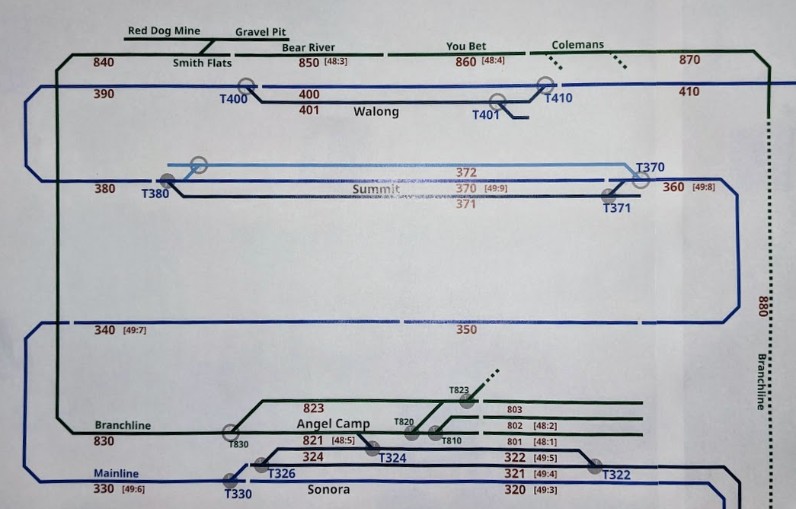 Red Dog Mine Gravel Pit
Bear River You Bet Colemans
840 Smith Flats 850 [48:3] 860 [48:4] 870
390 T400 400 T410 410
401 Walong T401
372 T370
380 T380 Summit 370 [49:9] 360 [49:8]
371 T371
880
340 [49:7] 350
Branchline
T823
823 803
Branchline Angel Camp T820 802 [48:2]
830 T830 821 [48:5] T810 801 [48:1]
324 T324 322 [49:5]
Mainline T326 321 [49:4] T322
330 [49:6] T330 Sonora 320 [49:3]